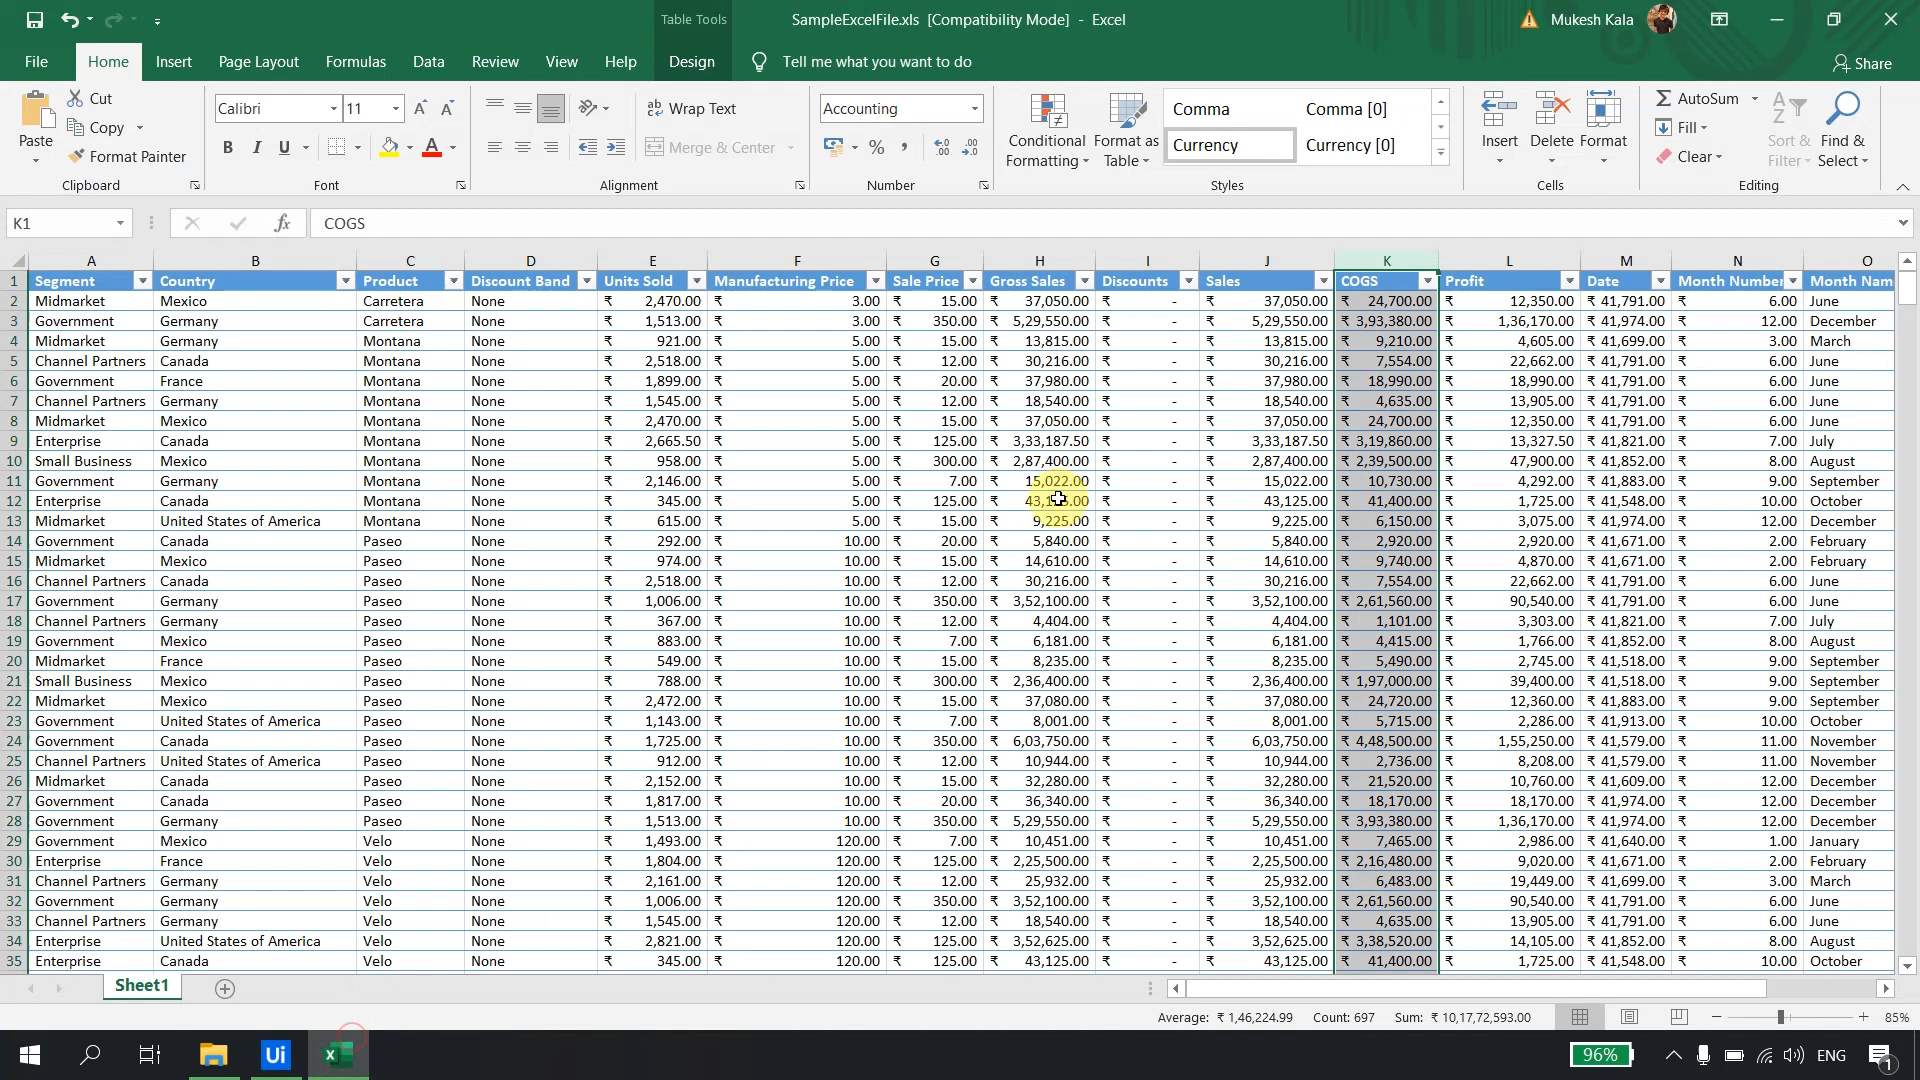 Table Tools
SampleExcelFile.xls [Compatibility Mode] - Excel
Mukesh Kala
File Home Insert Page Layout Formulas Data Review View Help Design Tell me what you want to do Share
Paste Cut Copy Format Painter Clipboard
Calibri 11 B I U A Font
Wrap Text Merge & Center Alignment
Accounting % , Number
Conditional Formatting Format as Table Comma Comma [0] Currency Currency [0] Styles
Insert Delete Format Cells
AutoSum Fill Clear Sort & Filter Find & Select Editing
K1 fx COGS
A B C D E F G H I J K L M N O
1 Segment Country Product Discount Band Units Sold Manufacturing Price Sale Price Gross Sales Discounts Sales COGS Profit Date Month Number Month Nam
2 Midmarket Mexico Carretera None ₹ 2,470.00 ₹ 3.00 ₹ 15.00 ₹ 37,050.00 ₹ - ₹ 37,050.00 ₹ 24,700.00 ₹ 12,350.00 ₹ 41,791.00 ₹ 6.00 June
3 Government Germany Carretera None ₹ 1,513.00 ₹ 3.00 ₹ 350.00 ₹ 5,29,550.00 ₹ - ₹ 5,29,550.00 ₹ 3,93,380.00 ₹ 1,36,170.00 ₹ 41,974.00 ₹ 12.00 December
4 Midmarket Germany Montana None ₹ 921.00 ₹ 5.00 ₹ 15.00 ₹ 13,815.00 ₹ - ₹ 13,815.00 ₹ 9,210.00 ₹ 4,605.00 ₹ 41,699.00 ₹ 3.00 March
5 Channel Partners Canada Montana None ₹ 2,518.00 ₹ 5.00 ₹ 12.00 ₹ 30,216.00 ₹ - ₹ 30,216.00 ₹ 7,554.00 ₹ 22,662.00 ₹ 41,791.00 ₹ 6.00 June
6 Government France Montana None ₹ 1,899.00 ₹ 5.00 ₹ 20.00 ₹ 37,980.00 ₹ - ₹ 37,980.00 ₹ 18,990.00 ₹ 18,990.00 ₹ 41,791.00 ₹ 6.00 June
7 Channel Partners Germany Montana None ₹ 1,545.00 ₹ 5.00 ₹ 12.00 ₹ 18,540.00 ₹ - ₹ 18,540.00 ₹ 4,635.00 ₹ 13,905.00 ₹ 41,791.00 ₹ 6.00 June
8 Midmarket Mexico Montana None ₹ 2,470.00 ₹ 5.00 ₹ 15.00 ₹ 37,050.00 ₹ - ₹ 37,050.00 ₹ 24,700.00 ₹ 12,350.00 ₹ 41,791.00 ₹ 6.00 June
9 Enterprise Canada Montana None ₹ 2,665.50 ₹ 5.00 ₹ 125.00 ₹ 3,33,187.50 ₹ - ₹ 3,33,187.50 ₹ 3,19,860.00 ₹ 13,327.50 ₹ 41,821.00 ₹ 7.00 July
10 Small Business Mexico Montana None ₹ 958.00 ₹ 5.00 ₹ 300.00 ₹ 2,87,400.00 ₹ - ₹ 2,87,400.00 ₹ 2,39,500.00 ₹ 47,900.00 ₹ 41,852.00 ₹ 8.00 August
11 Government Germany Montana None ₹ 2,146.00 ₹ 5.00 ₹ 7.00 ₹ 15,022.00 ₹ - ₹ 15,022.00 ₹ 10,730.00 ₹ 4,292.00 ₹ 41,883.00 ₹ 9.00 September
12 Enterprise Canada Montana None ₹ 345.00 ₹ 5.00 ₹ 125.00 ₹ ₹ - ₹ 43,125.00 ₹ 41,400.00 ₹ 1,725.00 ₹ 41,548.00 ₹ 10.00 October
13 Midmarket United States of America Montana None ₹ 615.00 ₹ 5.00 ₹ 15.00 ₹ 9,225.00 ₹ - ₹ 9,225.00 ₹ 6,150.00 ₹ 3,075.00 ₹ 41,974.00 ₹ 12.00 December
14 Government Canada Paseo None ₹ 292.00 ₹ 10.00 ₹ 20.00 ₹ 5,840.00 ₹ - ₹ 5,840.00 ₹ 2,920.00 ₹ 2,920.00 ₹ 41,671.00 ₹ 2.00 February
15 Midmarket Mexico Paseo None ₹ 974.00 ₹ 10.00 ₹ 15.00 ₹ 14,610.00 ₹ - ₹ 14,610.00 ₹ 9,740.00 ₹ 4,870.00 ₹ 41,671.00 ₹ 2.00 February
16 Channel Partners Canada Paseo None ₹ 2,518.00 ₹ 10.00 ₹ 12.00 ₹ 30,216.00 ₹ - ₹ 30,216.00 ₹ 7,554.00 ₹ 22,662.00 ₹ 41,791.00 ₹ 6.00 June
17 Government Germany Paseo None ₹ 1,006.00 ₹ 10.00 ₹ 350.00 ₹ 3,52,100.00 ₹ - ₹ 3,52,100.00 ₹ 2,61,560.00 ₹ 90,540.00 ₹ 41,791.00 ₹ 6.00 June
18 Channel Partners Germany Paseo None ₹ 367.00 ₹ 10.00 ₹ 12.00 ₹ 4,404.00 ₹ - ₹ 4,404.00 ₹ 1,101.00 ₹ 3,303.00 ₹ 41,821.00 ₹ 7.00 July
19 Government Mexico Paseo None ₹ 883.00 ₹ 10.00 ₹ 7.00 ₹ 6,181.00 ₹ - ₹ 6,181.00 ₹ 4,415.00 ₹ 1,766.00 ₹ 41,852.00 ₹ 8.00 August
20 Midmarket France Paseo None ₹ 549.00 ₹ 10.00 ₹ 15.00 ₹ 8,235.00 ₹ - ₹ 8,235.00 ₹ 5,490.00 ₹ 2,745.00 ₹ 41,518.00 ₹ 9.00 September
21 Small Business Mexico Paseo None ₹ 788.00 ₹ 10.00 ₹ 300.00 ₹ 2,36,400.00 ₹ - ₹ 2,36,400.00 ₹ 1,97,000.00 ₹ 39,400.00 ₹ 41,518.00 ₹ 9.00 September
22 Midmarket Mexico Paseo None ₹ 2,472.00 ₹ 10.00 ₹ 15.00 ₹ 37,080.00 ₹ - ₹ 37,080.00 ₹ 24,720.00 ₹ 12,360.00 ₹ 41,883.00 ₹ 9.00 September
23 Government United States of America Paseo None ₹ 1,143.00 ₹ 10.00 ₹ 7.00 ₹ 8,001.00 ₹ - ₹ 8,001.00 ₹ 5,715.00 ₹ 2,286.00 ₹ 41,913.00 ₹ 10.00 October
24 Government Canada Paseo None ₹ 1,725.00 ₹ 10.00 ₹ 350.00 ₹ 6,03,750.00 ₹ - ₹ 6,03,750.00 ₹ 4,48,500.00 ₹ 1,55,250.00 ₹ 41,579.00 ₹ 11.00 November
25 Channel Partners United States of America Paseo None ₹ 912.00 ₹ 10.00 ₹ 12.00 ₹ 10,944.00 ₹ - ₹ 10,944.00 ₹ 2,736.00 ₹ 8,208.00 ₹ 41,579.00 ₹ 11.00 November
26 Midmarket Canada Paseo None ₹ 2,152.00 ₹ 10.00 ₹ 15.00 ₹ 32,280.00 ₹ - ₹ 32,280.00 ₹ 21,520.00 ₹ 10,760.00 ₹ 41,609.00 ₹ 12.00 December
27 Government Canada Paseo None ₹ 1,817.00 ₹ 10.00 ₹ 20.00 ₹ 36,340.00 ₹ - ₹ 36,340.00 ₹ 18,170.00 ₹ 18,170.00 ₹ 41,974.00 ₹ 12.00 December
28 Government Germany Paseo None ₹ 1,513.00 ₹ 10.00 ₹ 350.00 ₹ 5,29,550.00 ₹ - ₹ 5,29,550.00 ₹ 3,93,380.00 ₹ 1,36,170.00 ₹ 41,974.00 ₹ 12.00 December
29 Government Mexico Velo None ₹ 1,493.00 ₹ 120.00 ₹ 7.00 ₹ 10,451.00 ₹ - ₹ 10,451.00 ₹ 7,465.00 ₹ 2,986.00 ₹ 41,640.00 ₹ 1.00 January
30 Enterprise France Velo None ₹ 1,804.00 ₹ 120.00 ₹ 125.00 ₹ 2,25,500.00 ₹ - ₹ 2,25,500.00 ₹ 2,16,480.00 ₹ 9,020.00 ₹ 41,671.00 ₹ 2.00 February
31 Channel Partners Germany Velo None ₹ 2,161.00 ₹ 120.00 ₹ 12.00 ₹ 25,932.00 ₹ - ₹ 25,932.00 ₹ 6,483.00 ₹ 19,449.00 ₹ 41,699.00 ₹ 3.00 March
32 Government Germany Velo None ₹ 1,006.00 ₹ 120.00 ₹ 350.00 ₹ 3,52,100.00 ₹ - ₹ 3,52,100.00 ₹ 2,61,560.00 ₹ 90,540.00 ₹ 41,791.00 ₹ 6.00 June
33 Channel Partners Germany Velo None ₹ 1,545.00 ₹ 120.00 ₹ 12.00 ₹ 18,540.00 ₹ - ₹ 18,540.00 ₹ 4,635.00 ₹ 13,905.00 ₹ 41,791.00 ₹ 6.00 June
34 Enterprise United States of America Velo None ₹ 2,821.00 ₹ 120.00 ₹ 125.00 ₹ 3,52,625.00 ₹ - ₹ 3,52,625.00 ₹ 3,38,520.00 ₹ 14,105.00 ₹ 41,852.00 ₹ 8.00 August
35 Enterprise Canada Velo None ₹ 345.00 ₹ 120.00 ₹ 125.00 ₹ 43,125.00 ₹ - ₹ 43,125.00 ₹ 41,400.00 ₹ 1,725.00 ₹ 41,548.00 ₹ 10.00 October
Sheet1
Average: ₹ 1,46,224.99 Count: 697 Sum: ₹ 10,17,72,593.00 85%
Ui 96% ENG 1